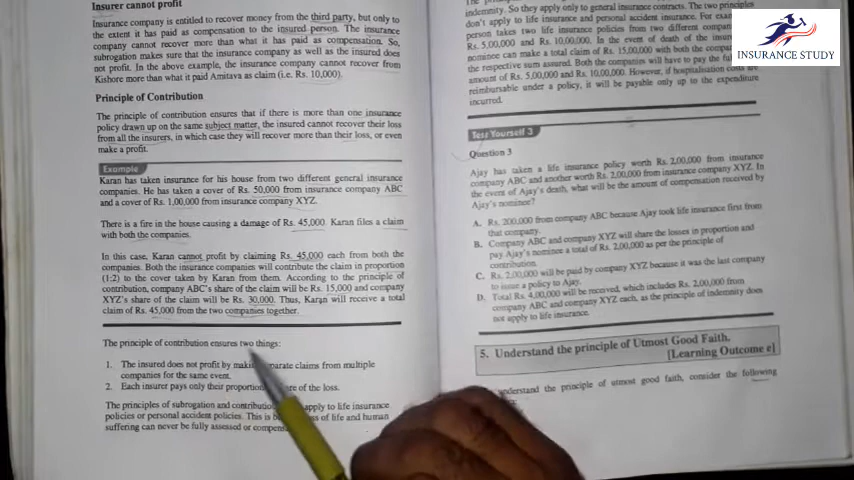 Insurer cannot profit
Insurance company is entitled to recover money from the third party, but only to
the extent it has paid as compensation to the insured person. The insurance
company cannot recover more than what it has paid as compensation. So,
subrogation makes sure that the insurance company as well as the insured does
not profit. In the above example, the insurance company cannot recover from
Kishore more than what it paid Amitava as claim (i.e. Rs. 10,000).
Principle of Contribution
The principle of contribution ensures that if there is more than one insurance
policy drawn up on the same subject matter, the insured cannot recover their loss
from all the insurers, in which case they will recover more than their loss, or even
make a profit.
Example
Karan has taken insurance for his house from two different general insurance
companies. He has taken a cover of Rs. 50,000 from insurance company ABC
and a cover of Rs. 1,00,000 from insurance company XYZ.
There is a fire in the house causing a damage of Rs. 45,000. Karan files a claim
with both the companies.
In this case, Karan cannot profit by claiming Rs. 45,000 each from both the
companies. Both the insurance companies will contribute the claim in proportion
(1:2) to the cover taken by Karan from them. According to the principle of
contribution, company ABC's share of the claim will be Rs. 15,000 and company
XYZ's share of the claim will be Rs. 30,000. Thus, Karan will receive a total
claim of Rs. 45,000 from the two companies together.
The principle of contribution ensures two things:
1. The insured does not profit by making separate claims from multiple
companies for the same event.
2. Each insurer pays only their proportion of the loss.
The principles of subrogation and contribution apply to life insurance
policies or personal accident policies. This is of life and human
suffering can never be fully assessed or
indemnity. So they apply only to general insurance contracts. The two principles
don't apply to life insurance and personal accident insurance. For
person takes two life insurance policies from two different
Rs. 5,00,000 and Rs. 10,00,000. In the event of death of the
nominee can make a total claim of Rs. 15,00,000 with both the
the respective sum assured. Both the companies will have to pay the
amount of Rs. 5,00,000 and Rs. 10,00,000. However, if hospitalisation costs are
reimbursable under a policy, it will be payable only up to the expenditure
incurred.
INSURANCE STUDY
Test Yourself 3
Question 3
Ajay has taken a life insurance policy worth Rs. 2,00,000 from insurance
company ABC and another worth Rs. 2,00,000 from insurance company XYZ. In
the event of Ajay's death, what will be the amount of compensation received by
Ajay's nominee?
A. Rs. 200,000 from company ABC because Ajay took life insurance first from
that company.
B. Company ABC and company XYZ will share the losses in proportion and
pay Ajay's nominee a total of Rs. 2,00,000 as per the principle of
contribution.
C. Rs. 2,00,000 will be paid by company XYZ because it was the last company
to issue a policy to Ajay.
D. Total Rs. 4,00,000 will be received, which includes Rs. 2,00,000 from
company ABC and company XYZ each, as the principle of indemnity does
not apply to life insurance.
5. Understand the principle of Utmost Good Faith.
[Learning Outcome e]
understand the principle of utmost good faith, consider the following